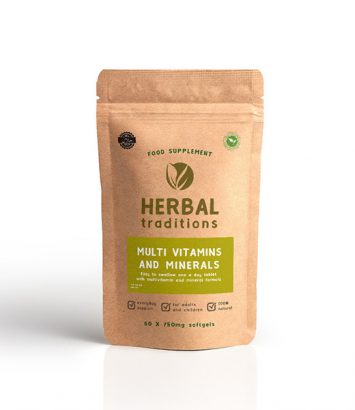 FOOD SUPPLEMENT
HERBAL
traditions
MULTI VITAMINS
AND MINERALS
Easy to swallow one a day tablet
with multivitamin and mineral formula
everyday
support
for adults
and children
100%
natural
60 X 750mg softgels